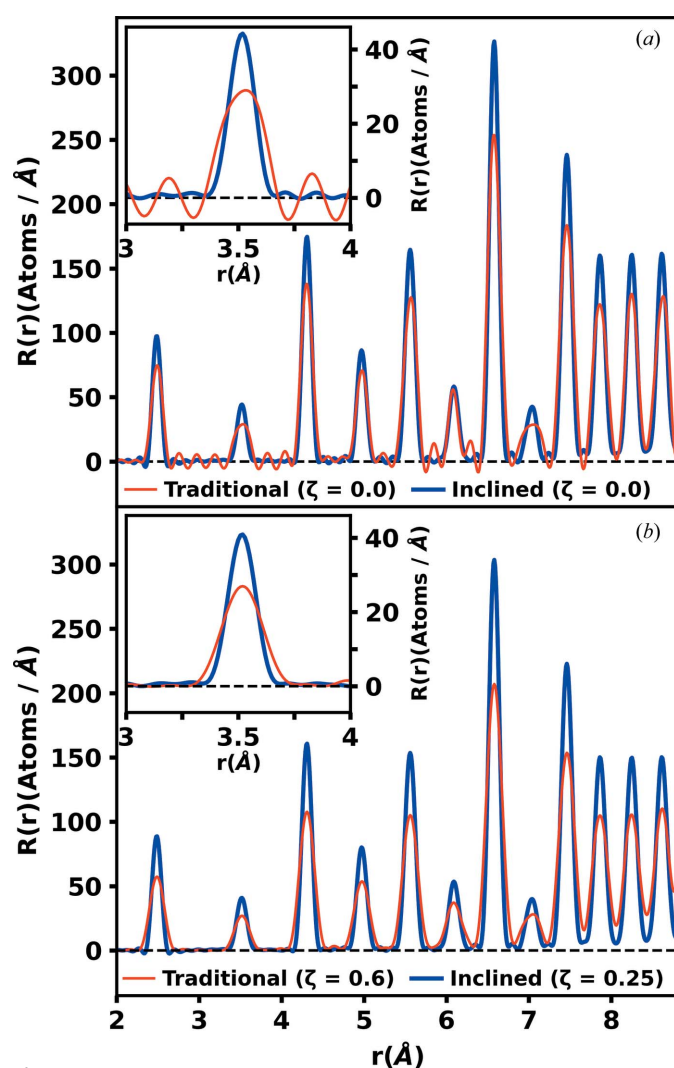 (a)
R(r)(Atoms / Å)
300
250
200
150
100
50
0
40
20
0
R(r)(Atoms / Å)
3
3.5
4
r(Å)
Traditional (ζ = 0.0)
Inclined (ζ = 0.0)
(b)
R(r)(Atoms / Å)
300
250
200
150
100
50
0
40
20
0
R(r)(Atoms / Å)
3
3.5
4
r(Å)
Traditional (ζ = 0.6)
Inclined (ζ = 0.25)
2
3
4
5
6
7
8
r(Å)